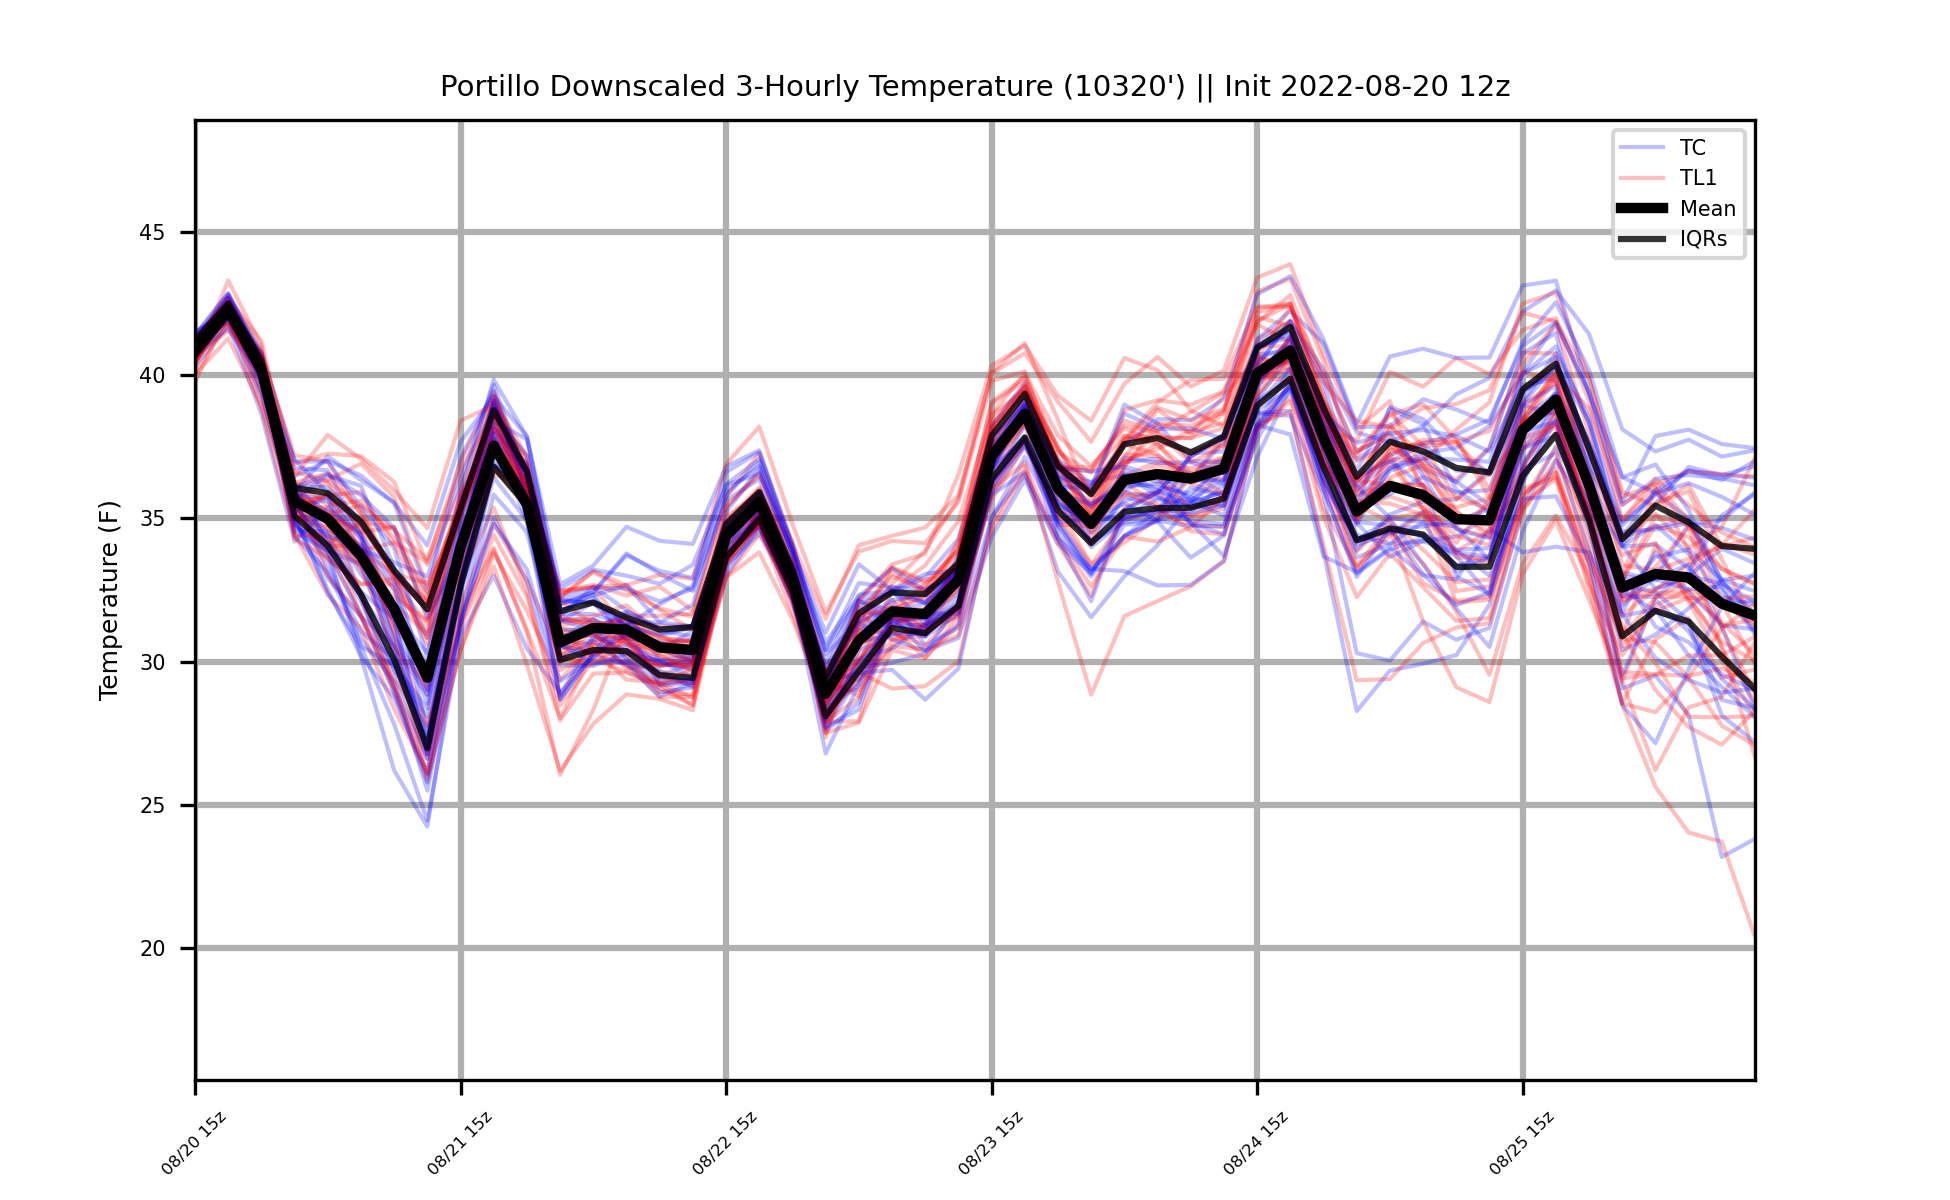 Portillo Downscaled 3-Hourly Temperature (10320') || Init 2022-08-20 12z
TC
TL1
Mean
IQRs
Temperature (F)
45
40
35
30
25
20
08/20 15z
08/21 15z
08/22 15z
08/23 15z
08/24 15z
08/25 15z